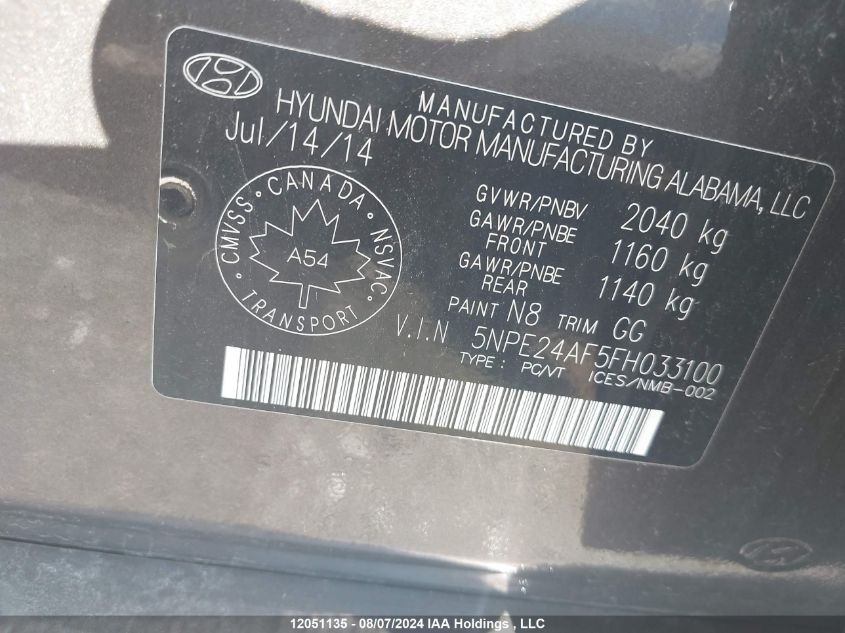 MANUFACTURED BY
HYUNDAI MOTOR MANUFACTURING ALABAMA, LLC
Jul/14/14
CMVSS • CANADA • NSVAC • TRANSPORT •
A54
GVWR/PNBV 2040 kg
GAWR/PNBE FRONT 1160 kg
GAWR/PNBE REAR 1140 kg
PAINT N8 TRIM GG
V.I.N 5NPE24AF5FH033100
TYPE : PC/VT ICES/NMB-002
12051135 - 08/07/2024 IAA Holdings , LLC